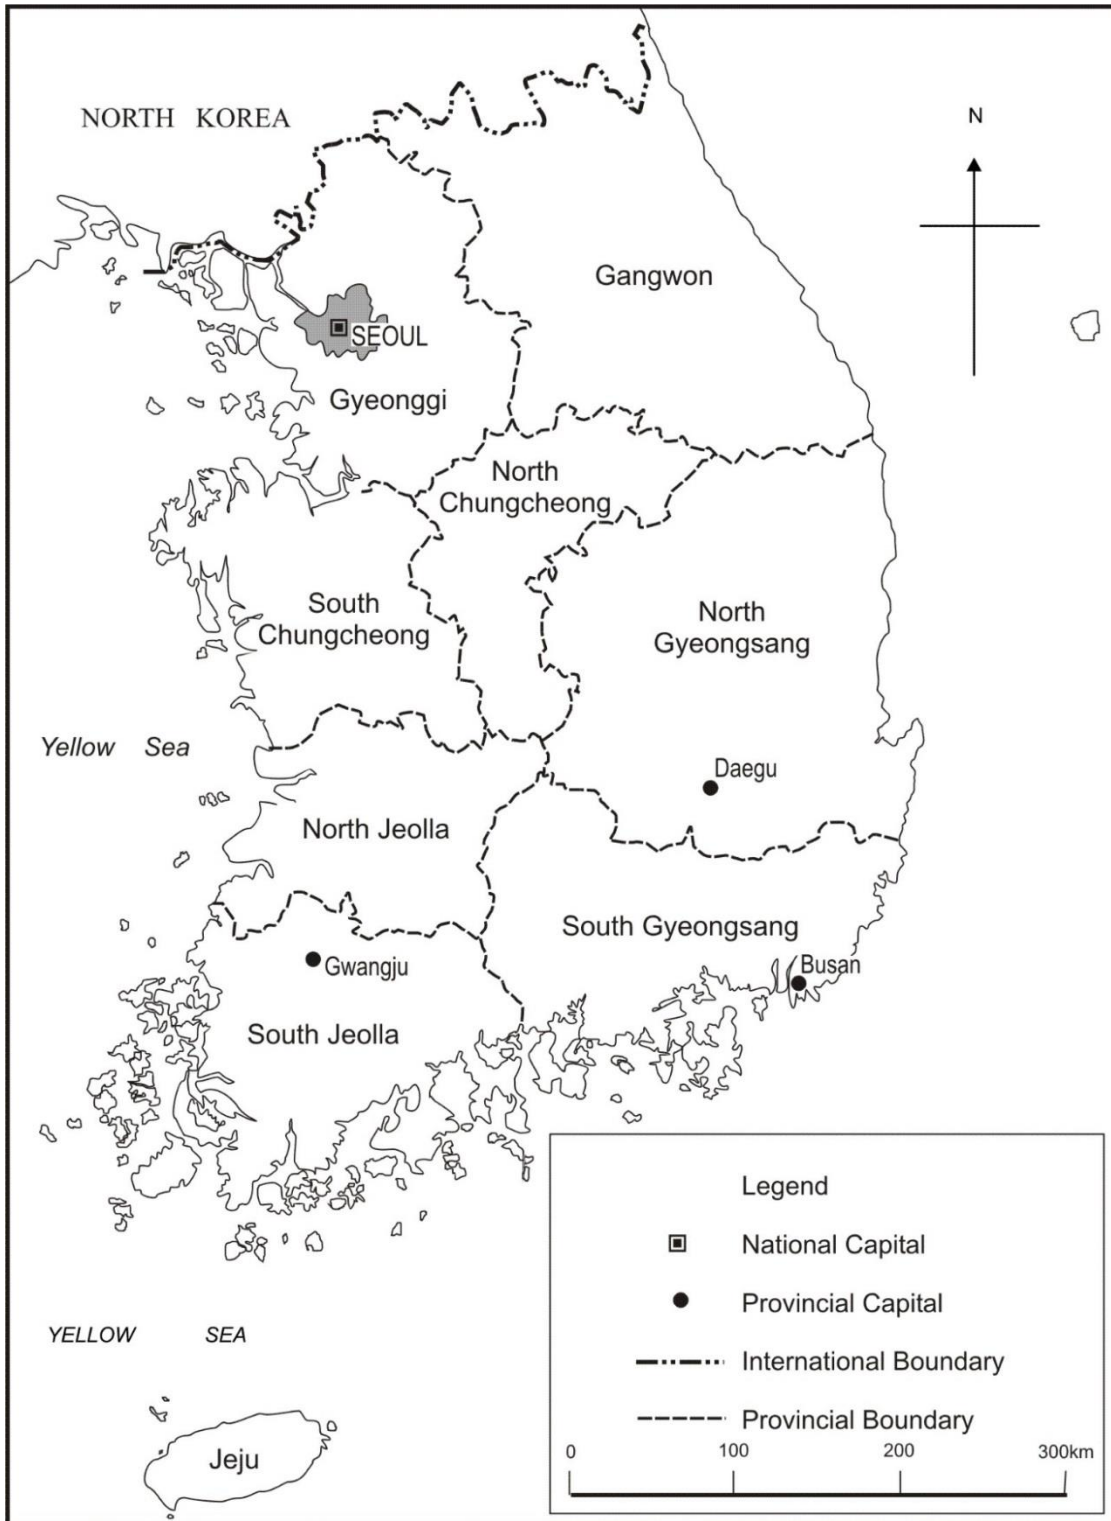 NORTH KOREA
N
Gangwon
SEOUL
Gyeonggi
North
Chungcheong
South
Chungcheong
North
Gyeongsang
Yellow Sea
Daegu
North Jeolla
South Gyeongsang
Busan
Gwangju
South Jeolla
Legend
National Capital
Provincial Capital
International Boundary
Provincial Boundary
YELLOW SEA
Jeju
0 100 200 300km